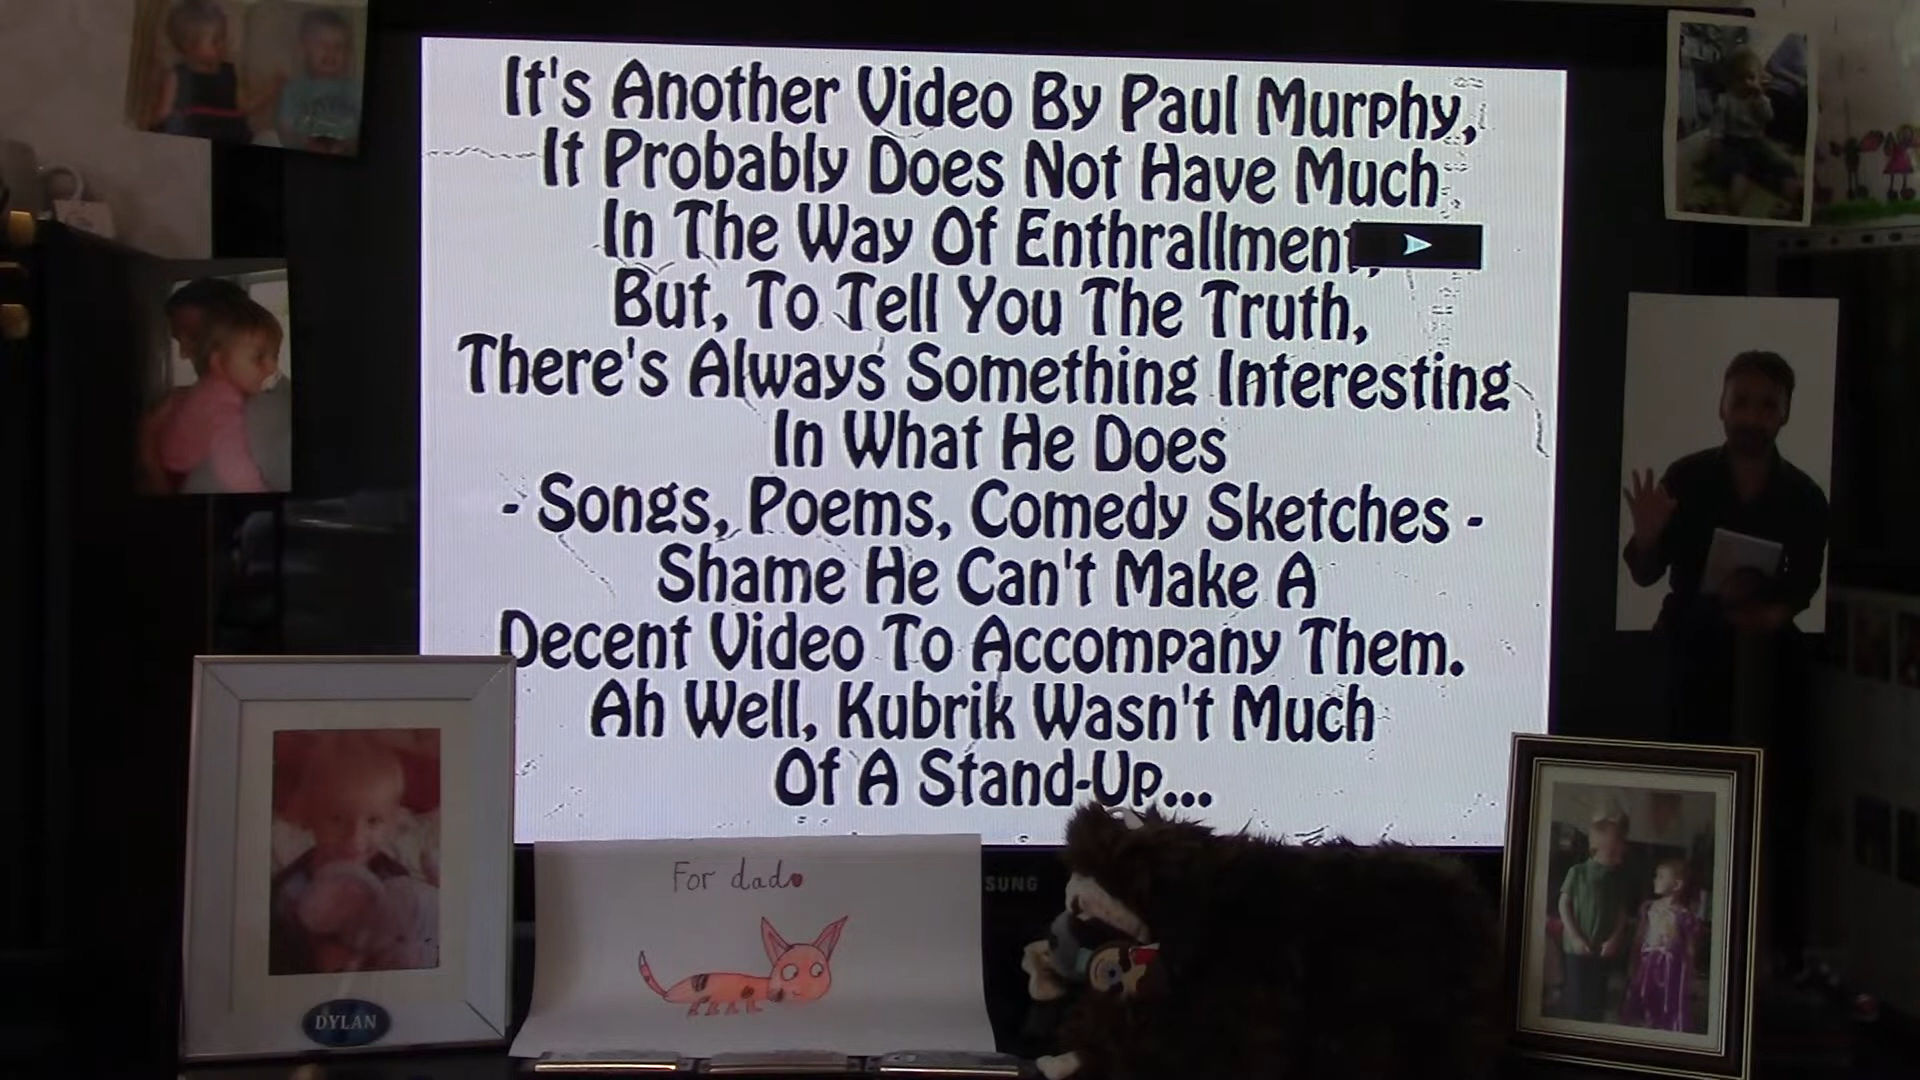 It's Another Video By Paul Murphy,
It Probably Does Not Have Much
In The Way Of Enthrallment,
But, To Tell You The Truth,
There's Always Something Interesting
In What He Does
- Songs, Poems, Comedy Sketches -
Shame He Can't Make A
Decent Video To Accompany Them.
Ah Well, Kubrik Wasn't Much
Of A Stand-Up...
For dad
SUNG
DYLAN